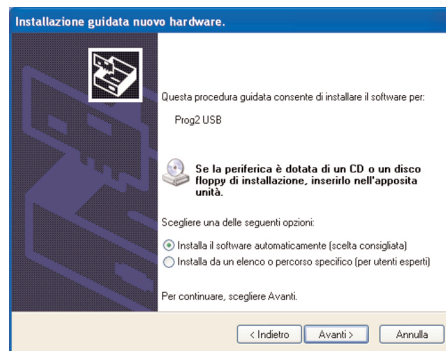 Installazione guidata nuovo hardware.
Questa procedura guidata consente di installare il software per:
Prog2 USB
Se la periferica è dotata di un CD o un disco
floppy di installazione, inserirlo nell'apposita
unità.
Scegliere una delle seguenti opzioni:
Installa il software automaticamente (scelta consigliata)
Installa da un elenco o percorso specifico (per utenti esperti)
Per continuare, scegliere Avanti.
< Indietro Avanti > Annulla